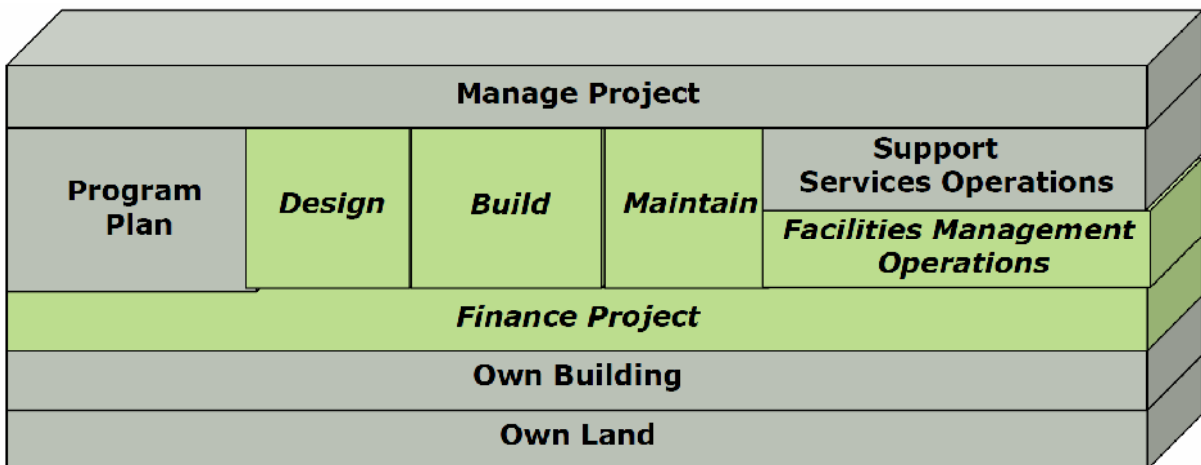 Manage Project
Program
Plan
Design
Build
Maintain
Support
Services Operations
Facilities Management
Operations
Finance Project
Own Building
Own Land